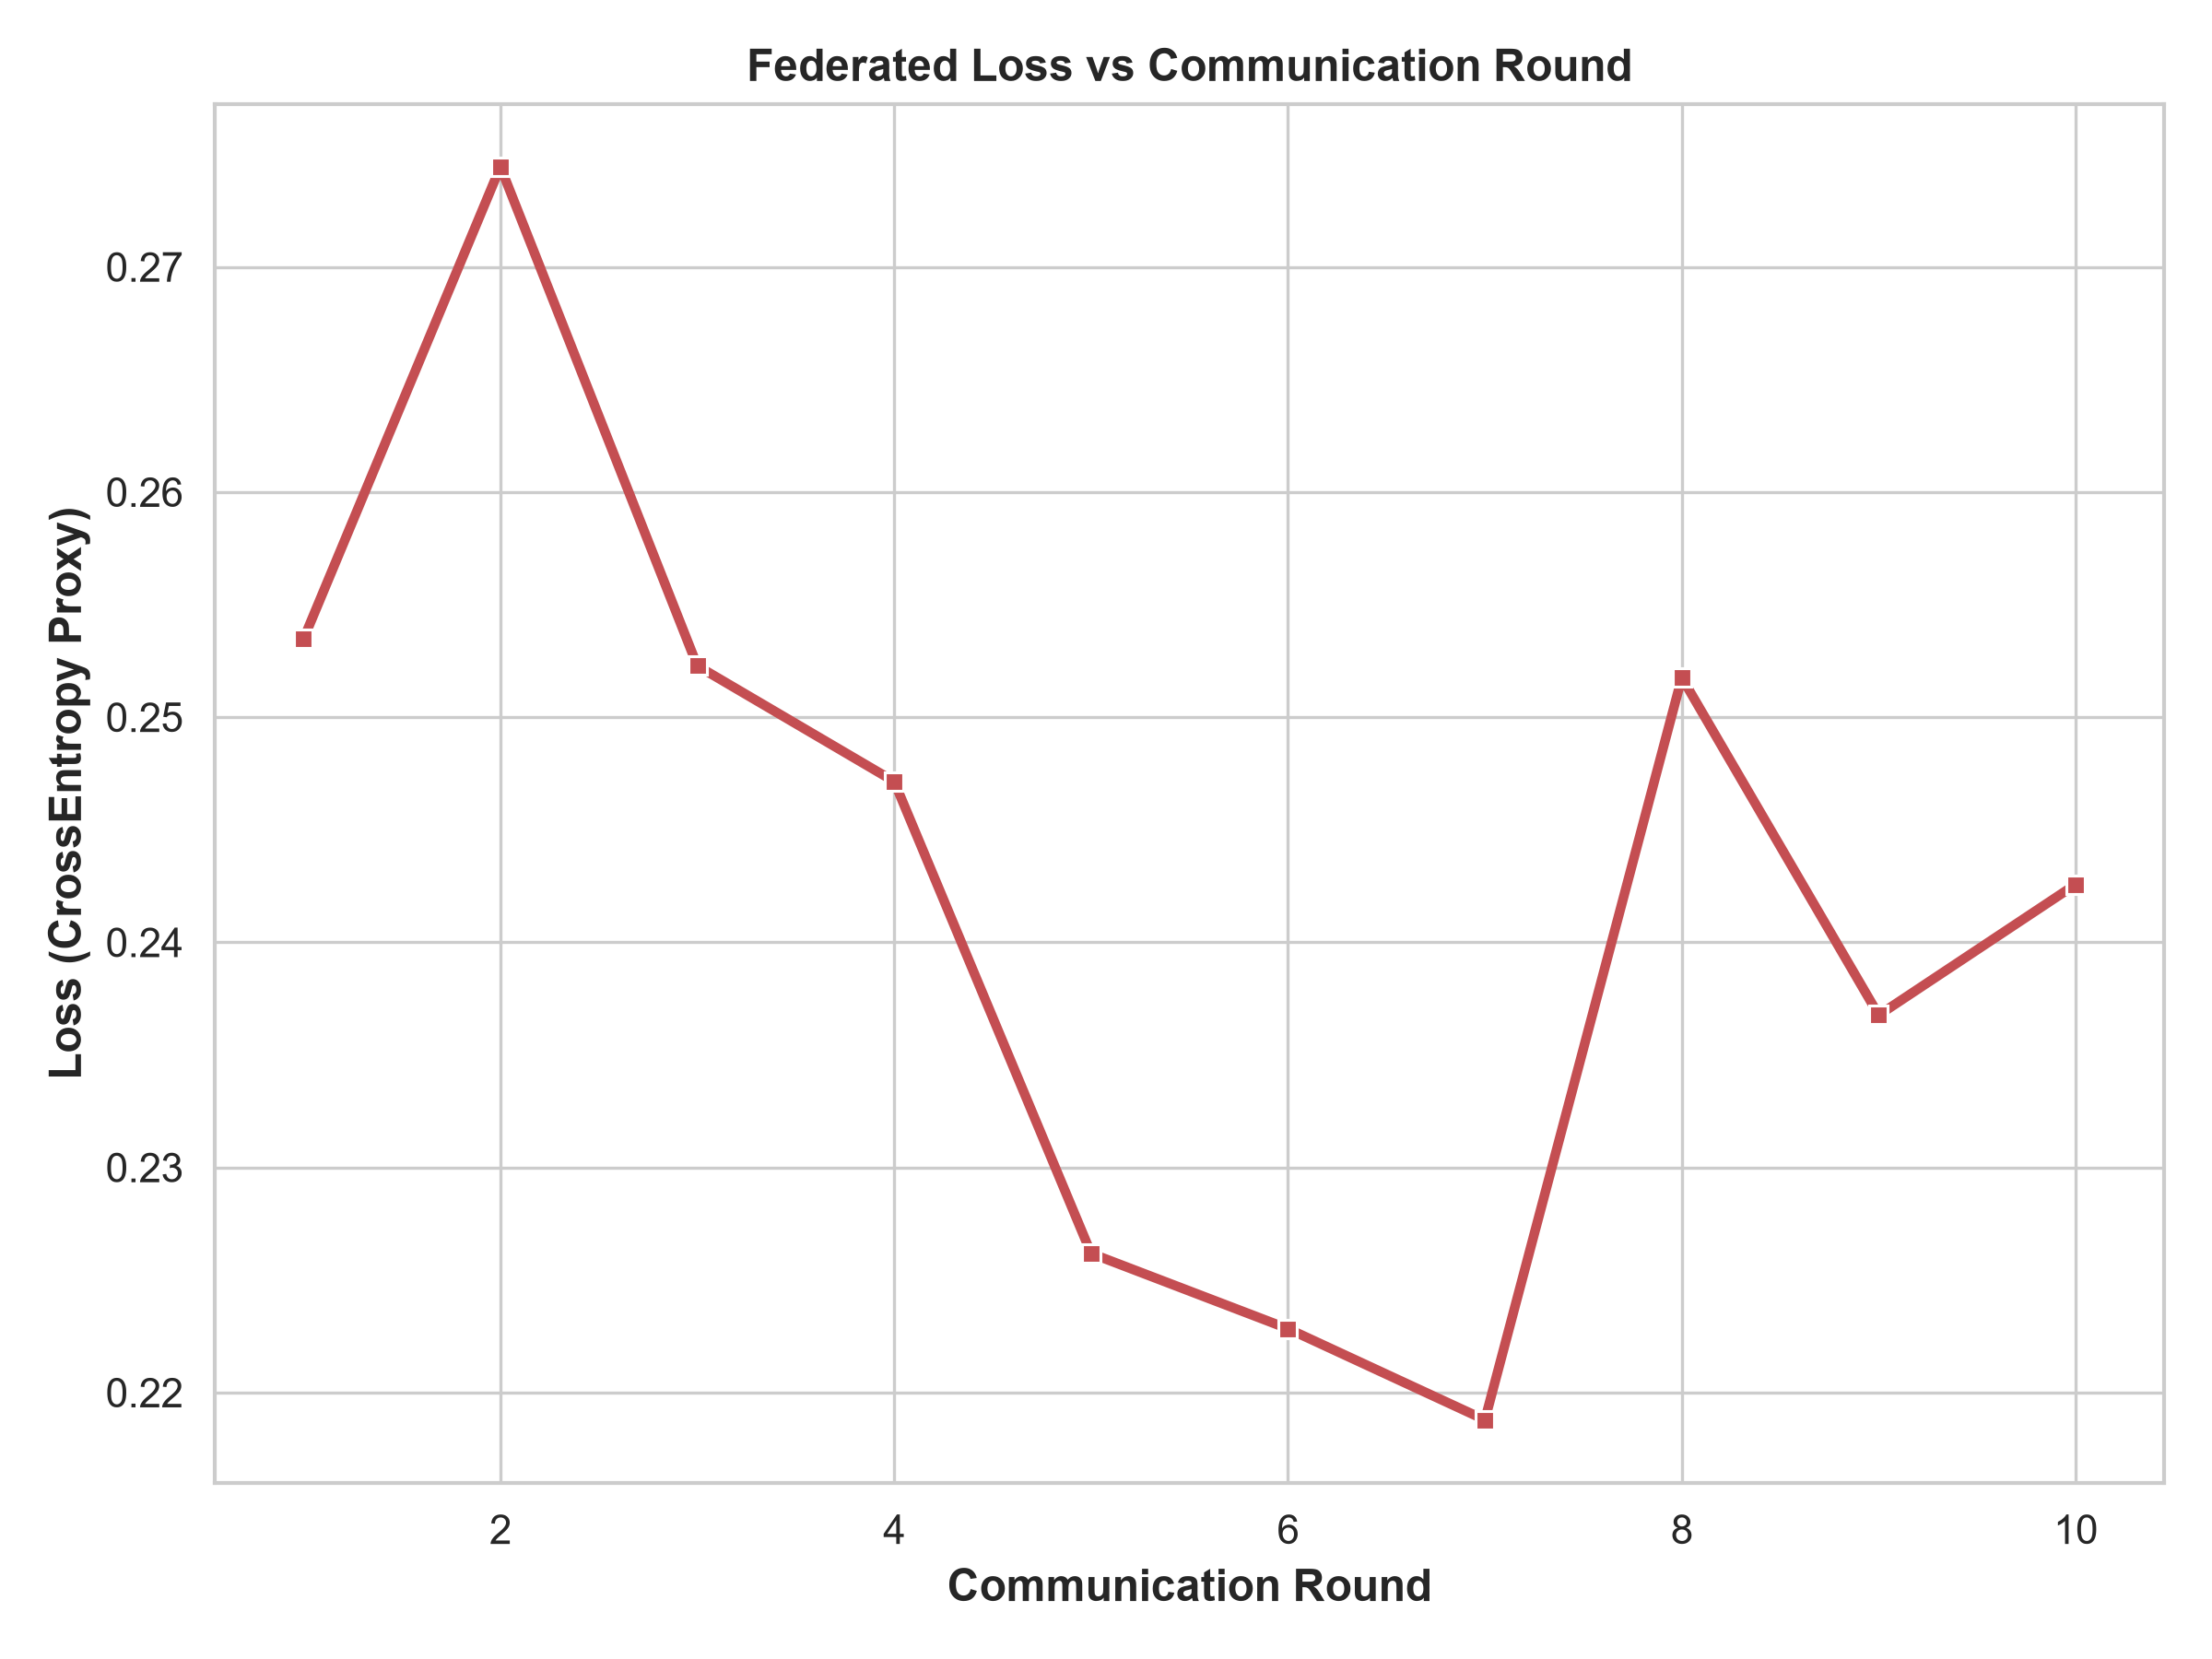 Federated Loss vs Communication Round
Loss (CrossEntropy Proxy)
0.27
0.26
0.25
0.24
0.23
0.22
2 4 6 8 10
Communication Round